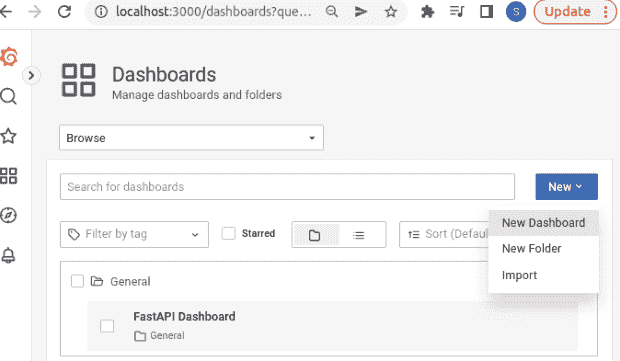 localhost:3000/dashboards?que...
S
Update
Dashboards
Manage dashboards and folders
Browse
Search for dashboards
New
Filter by tag
Starred
Sort (Defau
New Dashboard
New Folder
Import
General
FastAPI Dashboard
General